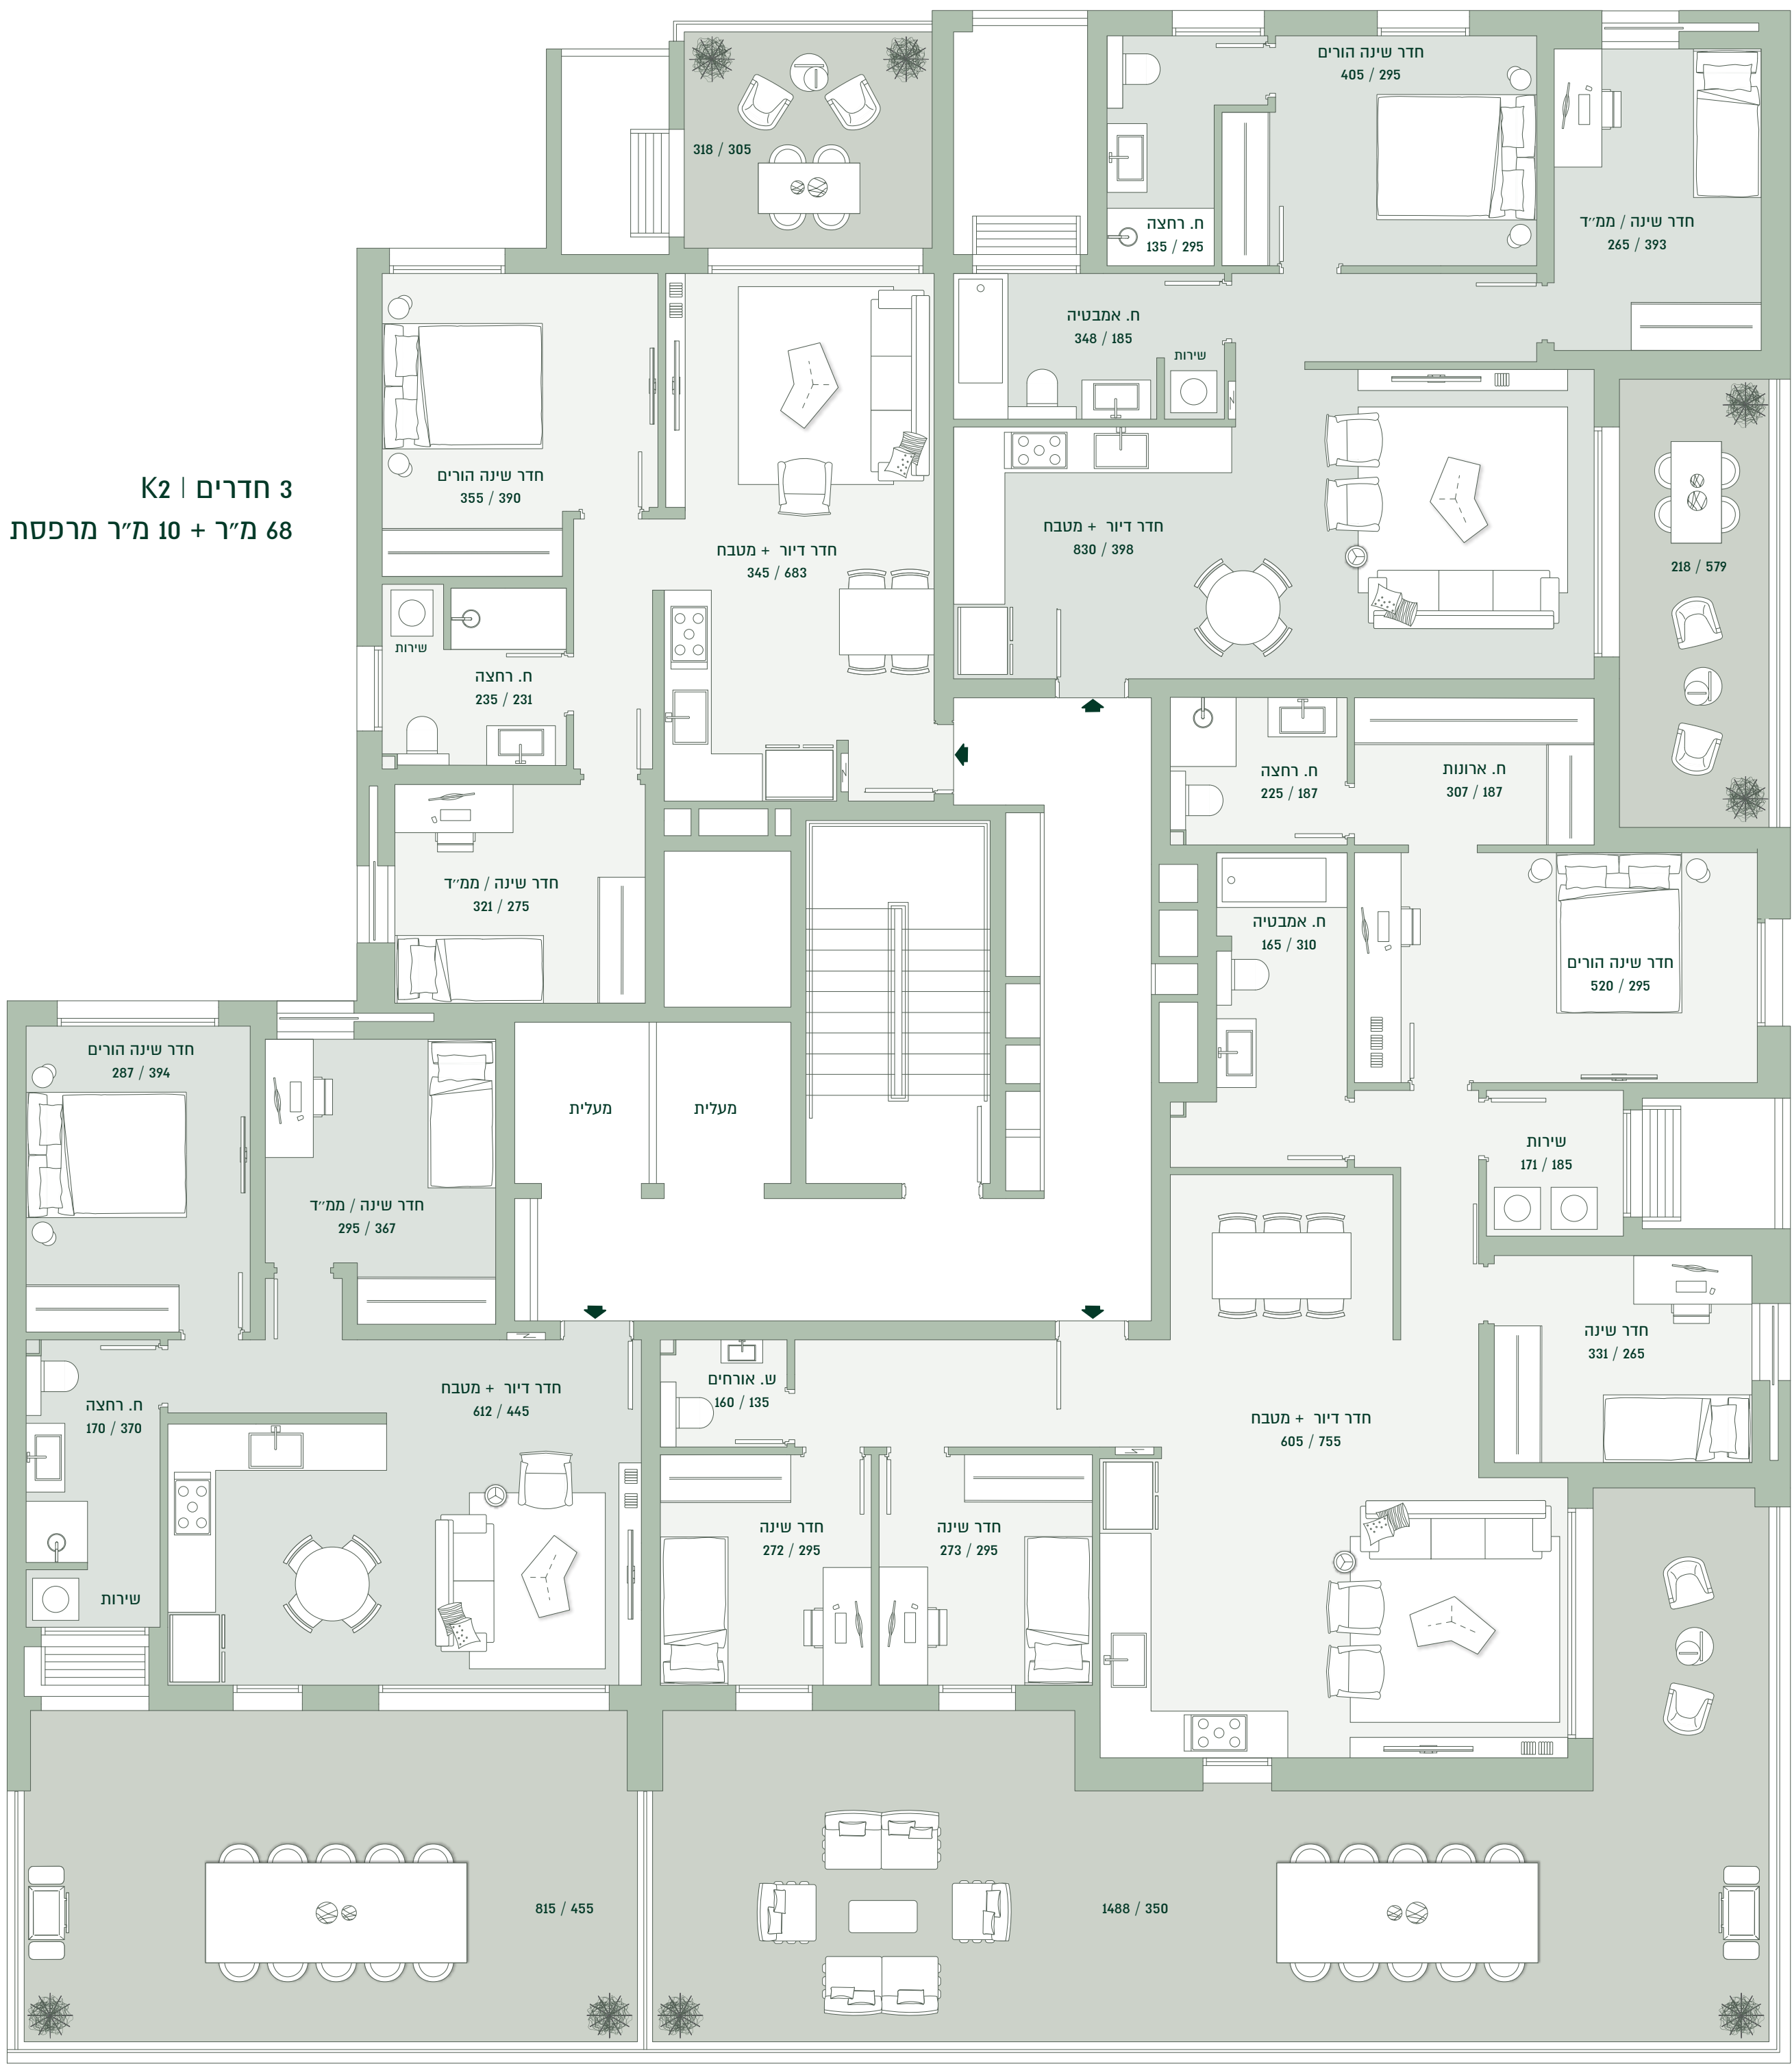 3 חדרים | K2
68 מ״ר + 10 מ״ר מרפסת
318 / 305
חדר שינה הורים
355 / 390
חדר דיור + מטבח
345 / 683
שירות
ח. רחצה
235 / 231
חדר שינה / ממ״ד
321 / 275
חדר שינה הורים
405 / 295
ח. רחצה
135 / 295
חדר שינה / ממ״ד
265 / 393
ח. אמבטיה
348 / 185
שירות
חדר דיור + מטבח
830 / 398
218 / 579
ח. רחצה
225 / 187
ח. ארונות
307 / 187
ח. אמבטיה
165 / 310
חדר שינה הורים
520 / 295
שירות
171 / 185
חדר שינה
331 / 265
חדר דיור + מטבח
605 / 755
ש. אורחים
160 / 135
חדר שינה
272 / 295
חדר שינה
273 / 295
1488 / 350
מעלית
מעלית
חדר שינה הורים
287 / 394
חדר שינה / ממ״ד
295 / 367
חדר דיור + מטבח
612 / 445
ח. רחצה
170 / 370
שירות
815 / 455